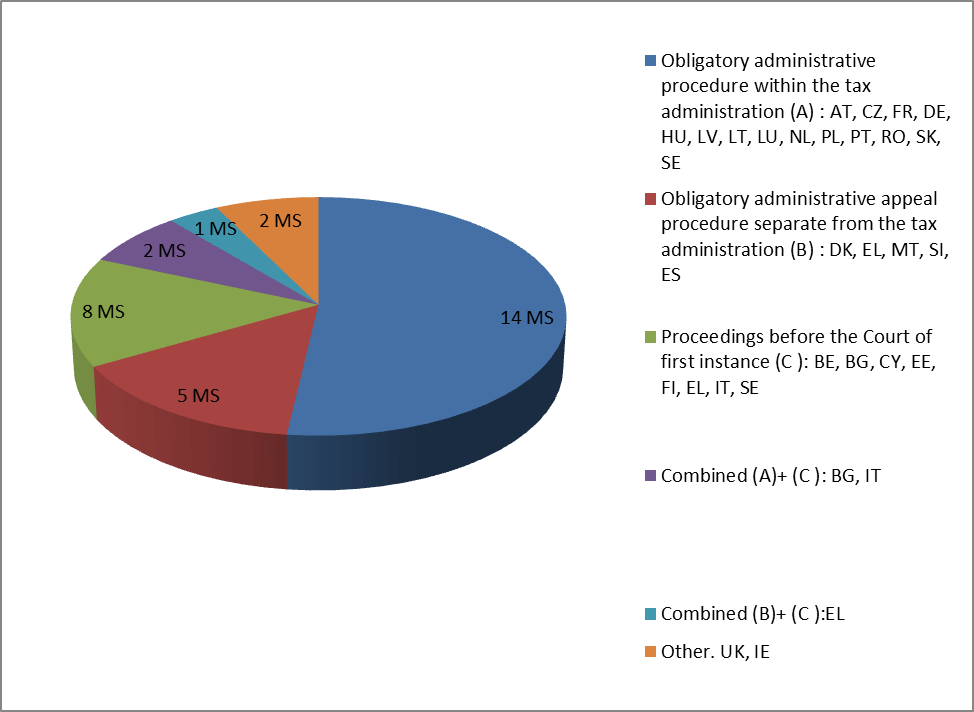 14 MS
5 MS
8 MS
2 MS
1 MS
2 MS
Obligatory administrative
procedure within the tax
administration (A) : AT, CZ, FR, DE,
HU, LV, LT, LU, NL, PL, PT, RO, SK,
SE
Obligatory administrative appeal
procedure separate from the tax
administration (B) : DK, EL, MT, SI,
ES
Proceedings before the Court of
first instance (C ): BE, BG, CY, EE,
FI, EL, IT, SE
Combined (A)+ (C ): BG, IT
Combined (B)+ (C ):EL
Other. UK, IE